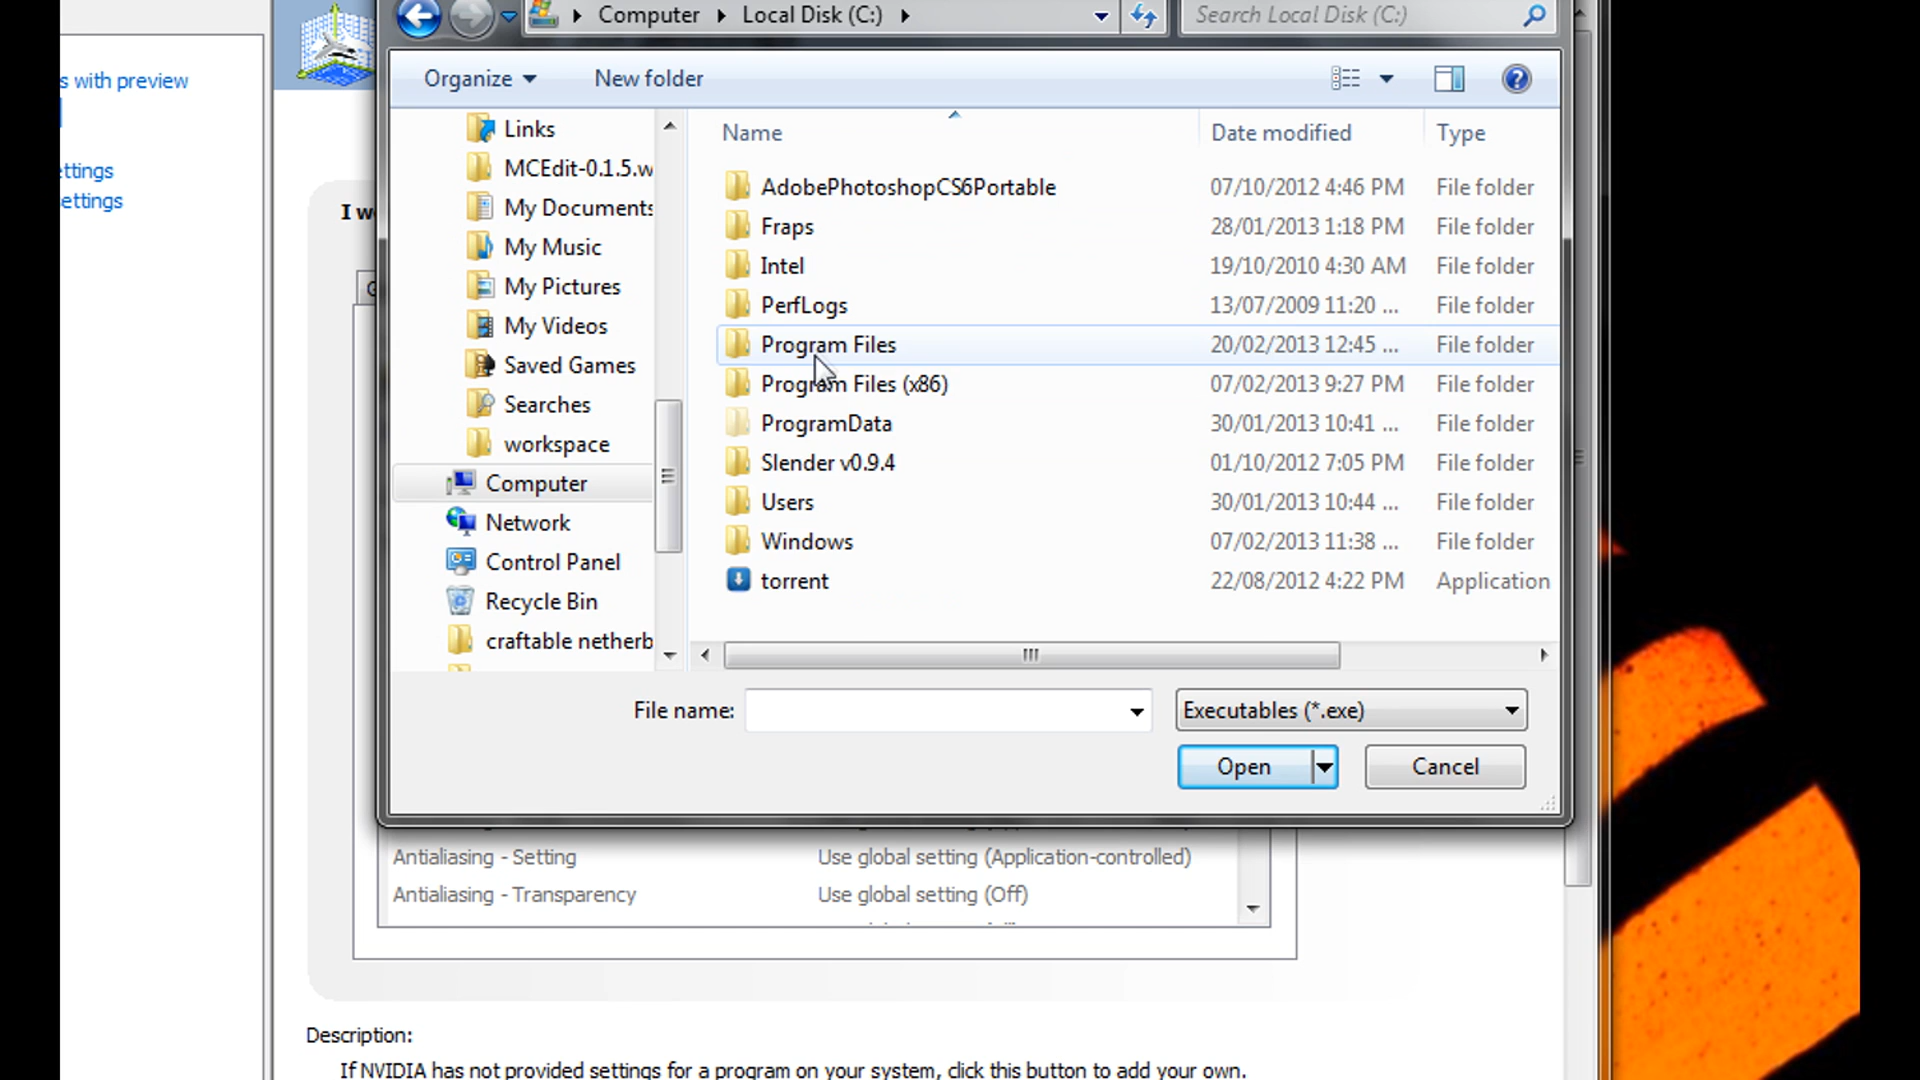 Computer Local Disk (C:)
Search Local Disk (C:)
Organize New folder
s with preview
ettings
ettings
I w
Links
MCEdit-0.1.5.w
My Documents
My Music
My Pictures
My Videos
Saved Games
Searches
workspace
Computer
Network
Control Panel
Recycle Bin
craftable netherb
Name Date modified Type
AdobePhotoshopCS6Portable 07/10/2012 4:46 PM File folder
Fraps 28/01/2013 1:18 PM File folder
Intel 19/10/2010 4:30 AM File folder
PerfLogs 13/07/2009 11:20 ... File folder
Program Files 20/02/2013 12:45 ... File folder
Program Files (x86) 07/02/2013 9:27 PM File folder
ProgramData 30/01/2013 10:41 ... File folder
Slender v0.9.4 01/10/2012 7:05 PM File folder
Users 30/01/2013 10:44 ... File folder
Windows 07/02/2013 11:38 ... File folder
torrent 22/08/2012 4:22 PM Application
File name: Executables (*.exe)
Open Cancel
Antialiasing - Setting Use global setting (Application-controlled)
Antialiasing - Transparency Use global setting (Off)
Description:
If NVIDIA has not provided settings for a program on your system, click this button to add your own.